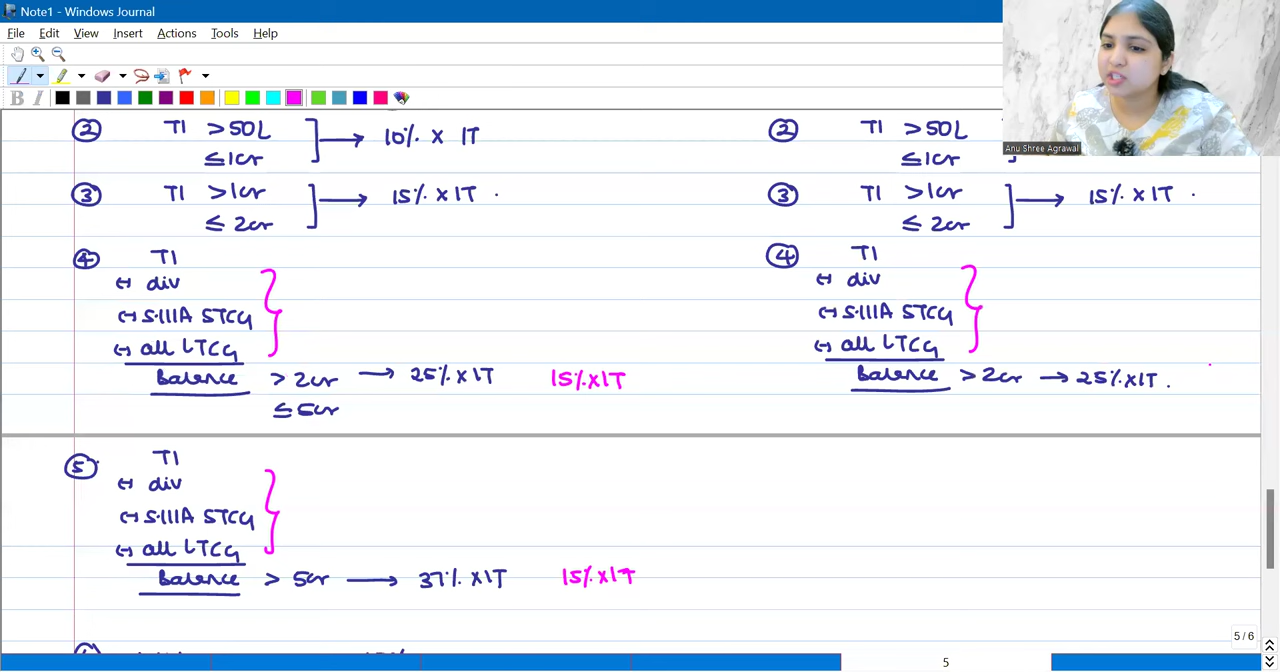 Note1 - Windows Journal
File Edit View Insert Actions Tools Help
B I
Anu Shree Agrawal
② TI >50L → 10% X IT
≤1cr
③ TI >1cr → 15% X IT
≤ 2cr
④ TI
(-) div
(-) S.111A STCG
(-) all LTCG
Balance > 2cr → 25% X IT 15% X IT
≤ 5cr
⑤ TI
(-) div
(-) S.111A STCG
(-) all LTCG
Balance > 5cr → 37% X IT 15% X IT
② TI >50L
≤1cr
③ TI >1cr → 15% X IT
≤ 2cr
④ TI
(-) div
(-) S.111A STCG
(-) all LTCG
Balance > 2cr → 25% X IT.
5/6
5